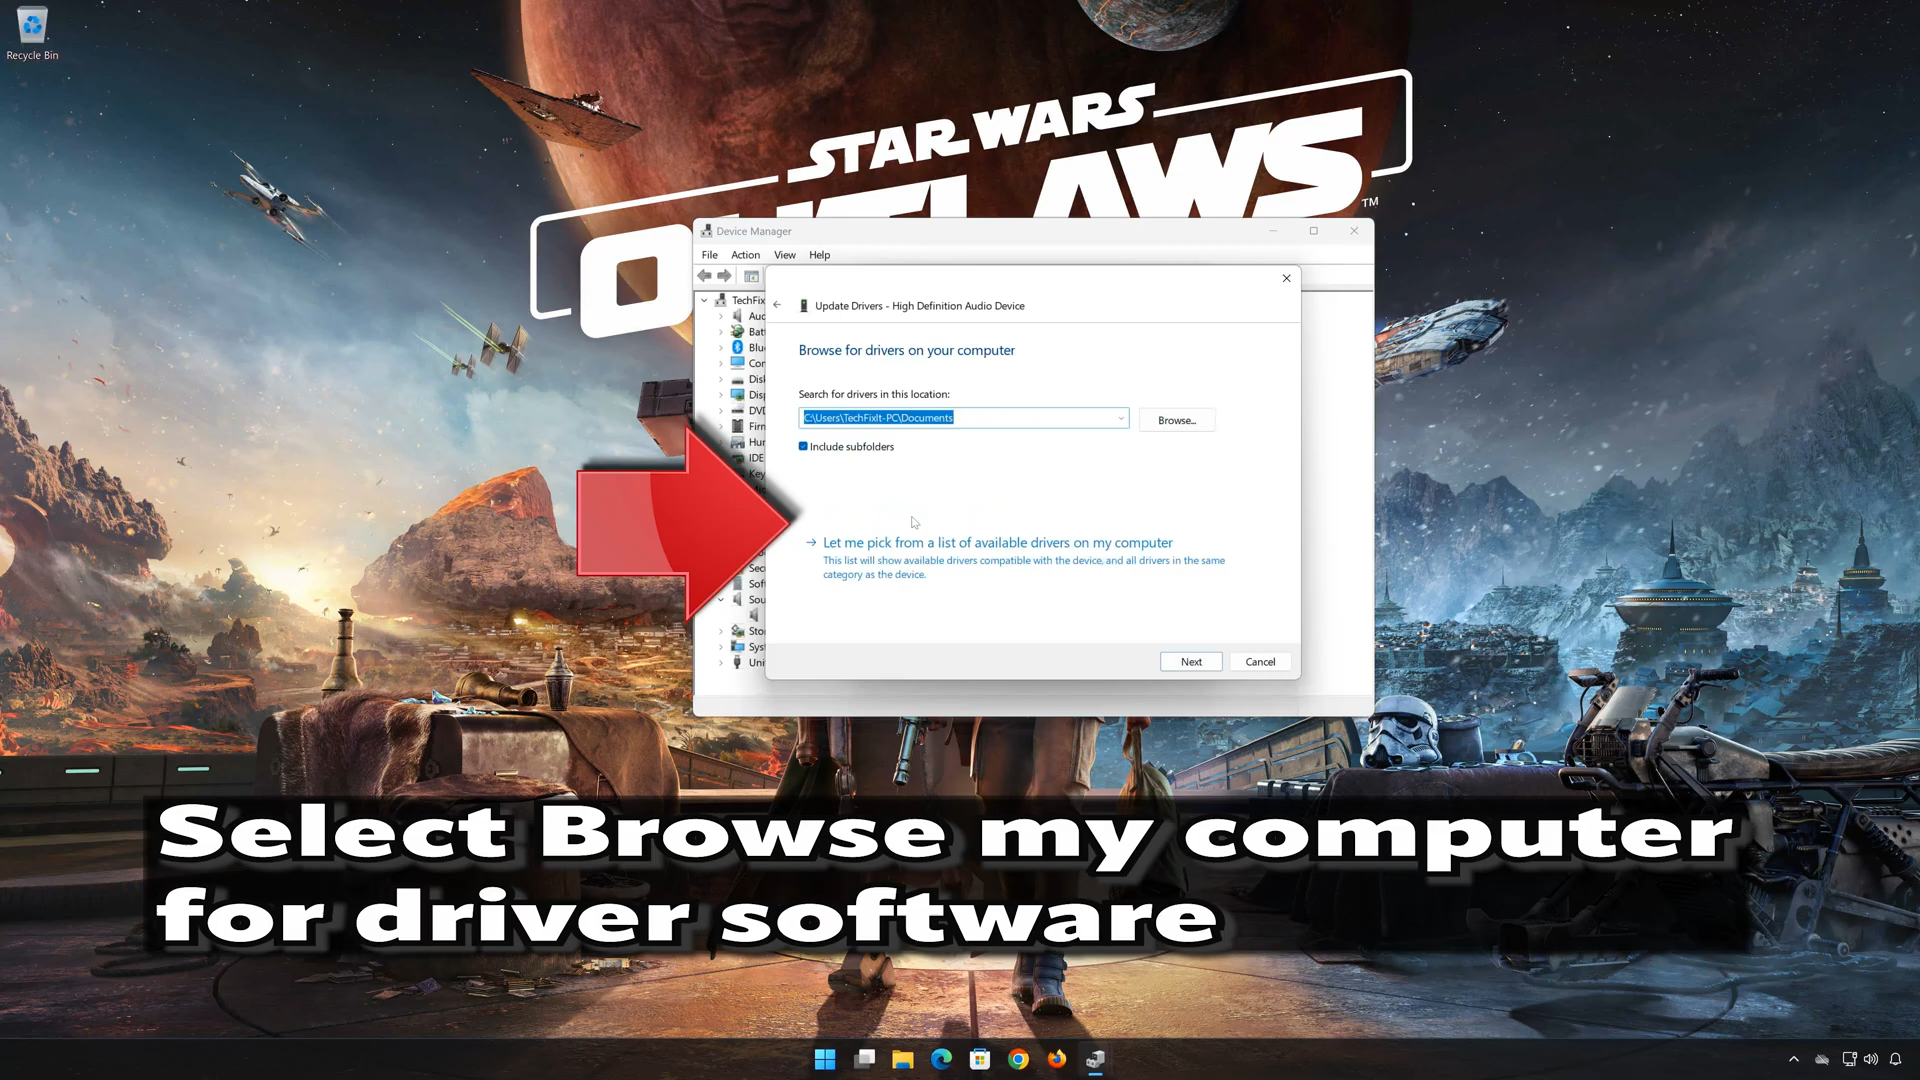 Recycle Bin
STAR WARS
OUTLAWS
TM
Device Manager
File Action View Help
Update Drivers - High Definition Audio Device
TechFix
Browse for drivers on your computer
Search for drivers in this location:
C:\Users\TechFixIt-PC\Documents
Browse...
Include subfolders
Let me pick from a list of available drivers on my computer
This list will show available drivers compatible with the device, and all drivers in the same
category as the device.
Next Cancel
Select Browse my computer
for driver software